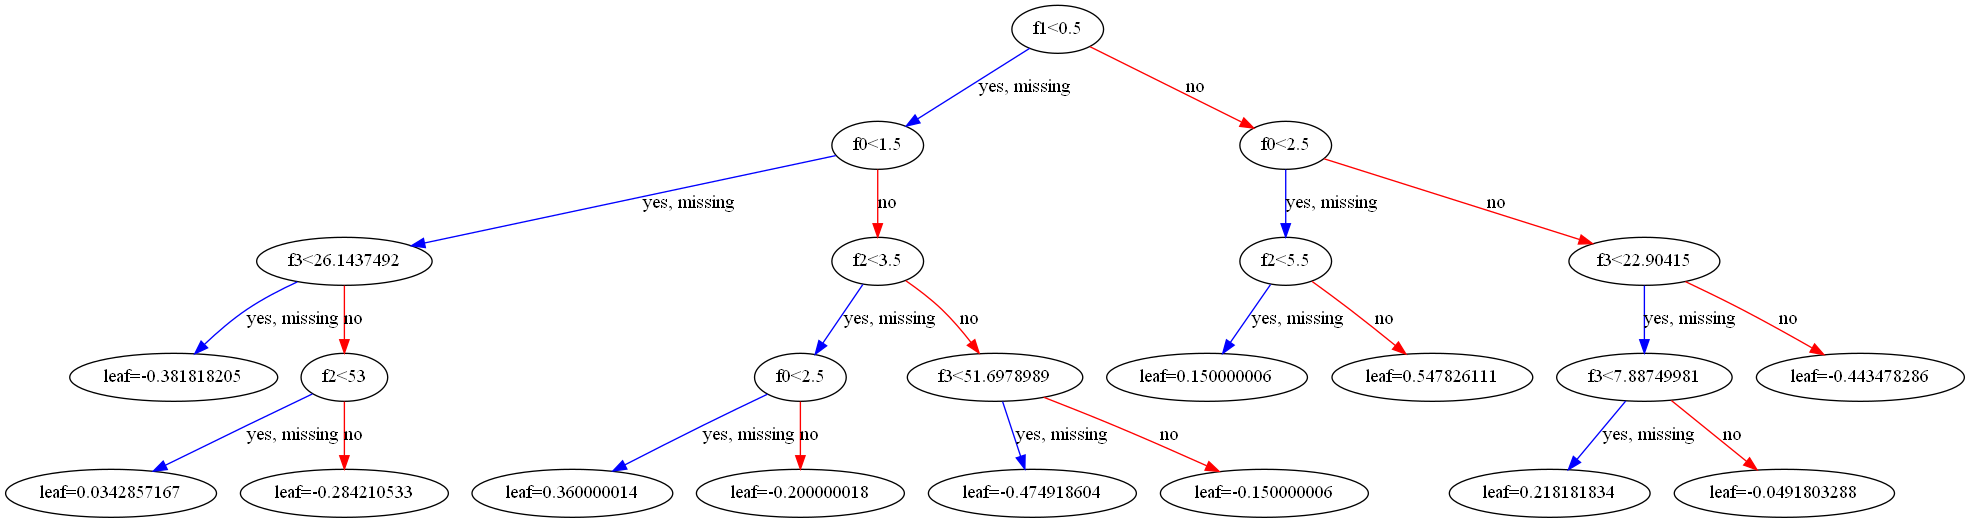 f1<0.5
yes, missing
no
f0<1.5
f0<2.5
yes, missing
no
yes, missing
no
f3<26.1437492
f2<3.5
f2<5.5
f3<22.90415
yes, missing
no
yes, missing
no
yes, missing
no
yes, missing
no
leaf=-0.381818205
f2<53
f0<2.5
f3<51.6978989
leaf=0.150000006
leaf=0.547826111
f3<7.88749981
leaf=-0.443478286
yes, missing
no
yes, missing
no
yes, missing
no
yes, missing
no
leaf=0.0342857167
leaf=-0.284210533
leaf=0.360000014
leaf=-0.200000018
leaf=-0.474918604
leaf=-0.150000006
leaf=0.218181834
leaf=-0.0491803288